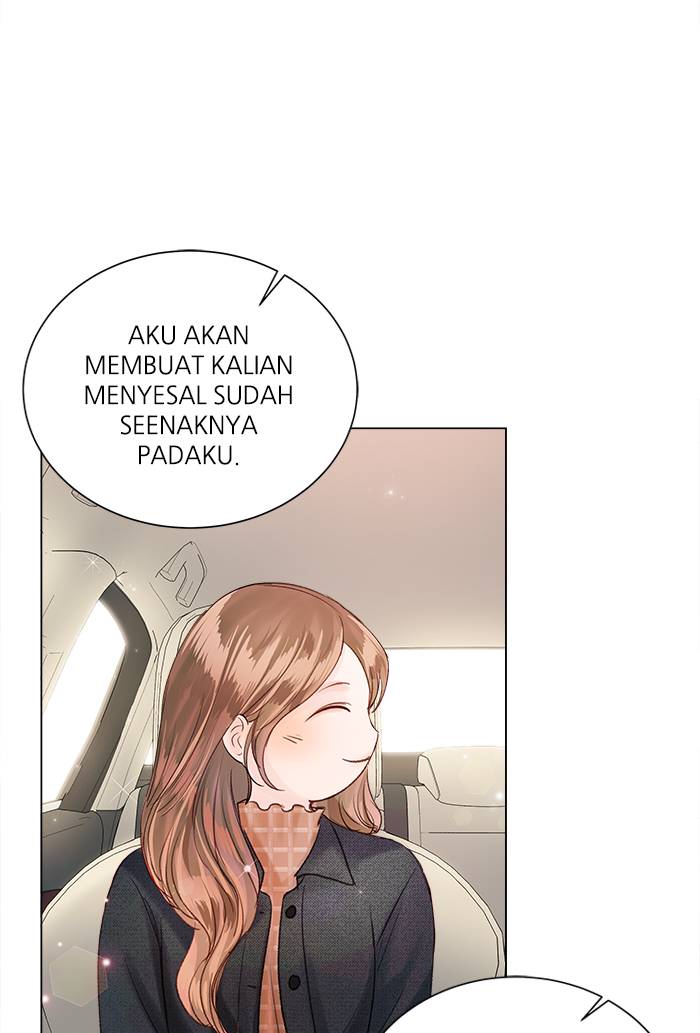 AKU AKAN
MEMBUAT KALIAN
MENYESAL SUDAH
SEENAKNYA
PADAKU.